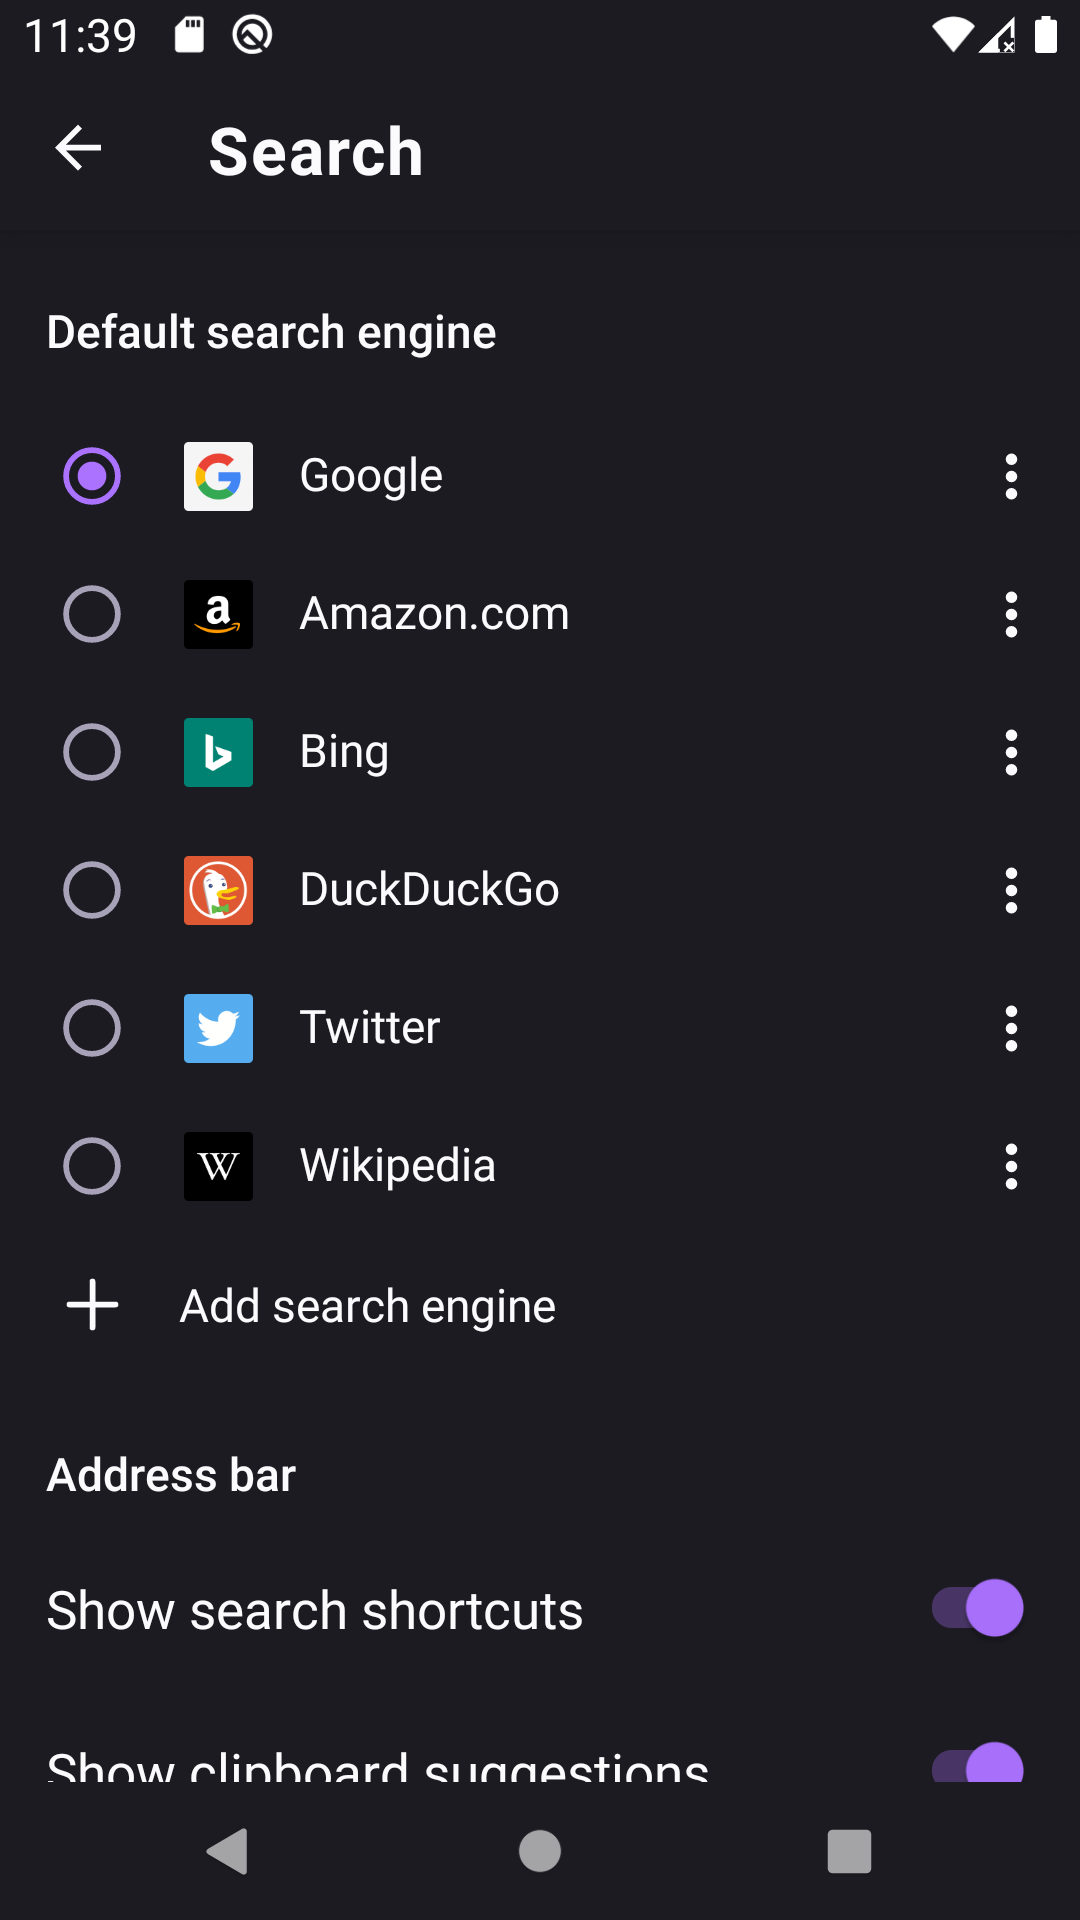 11:39
Search
Default search engine
Google
Amazon.com
Bing
DuckDuckGo
Twitter
Wikipedia
Add search engine
Address bar
Show search shortcuts
Show clipboard suggestions